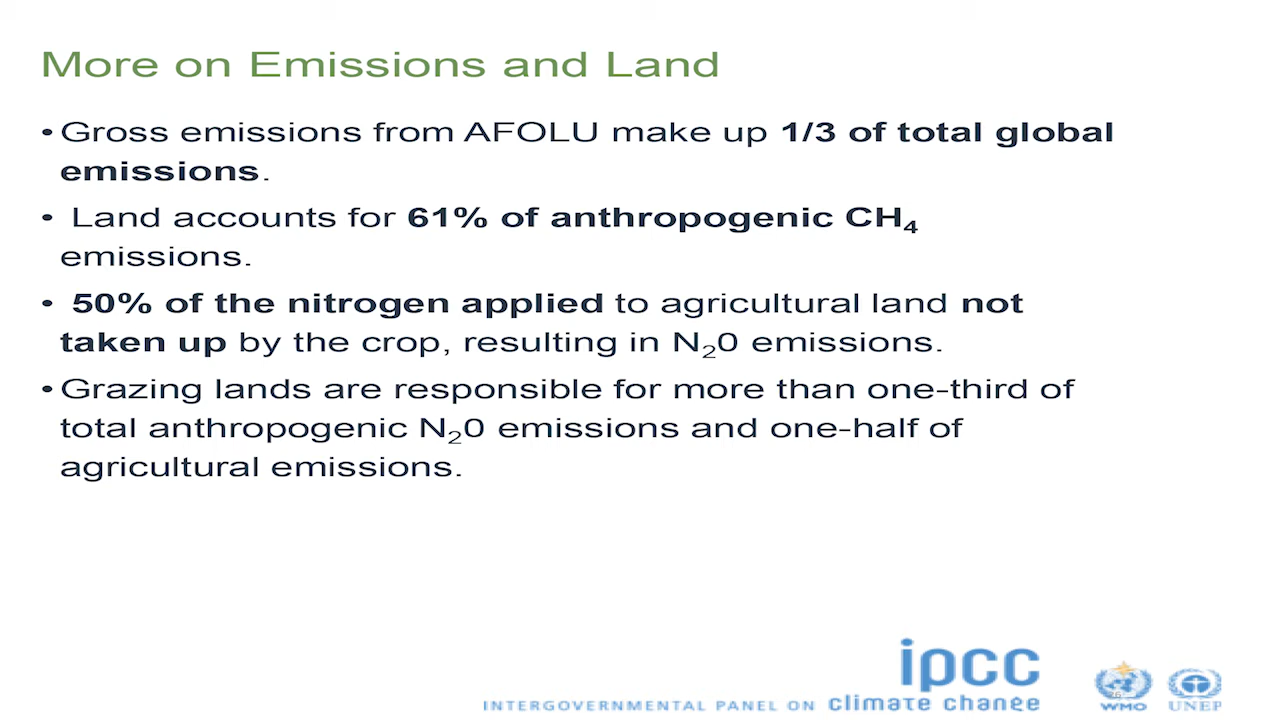 More on Emissions and Land
• Gross emissions from AFOLU make up 1/3 of total global
emissions.
• Land accounts for 61% of anthropogenic CH₄
emissions.
• 50% of the nitrogen applied to agricultural land not
taken up by the crop, resulting in N₂0 emissions.
• Grazing lands are responsible for more than one-third of
total anthropogenic N₂0 emissions and one-half of
agricultural emissions.
ipcc
INTERGOVERNMENTAL PANEL ON climate change
WMO UNEP